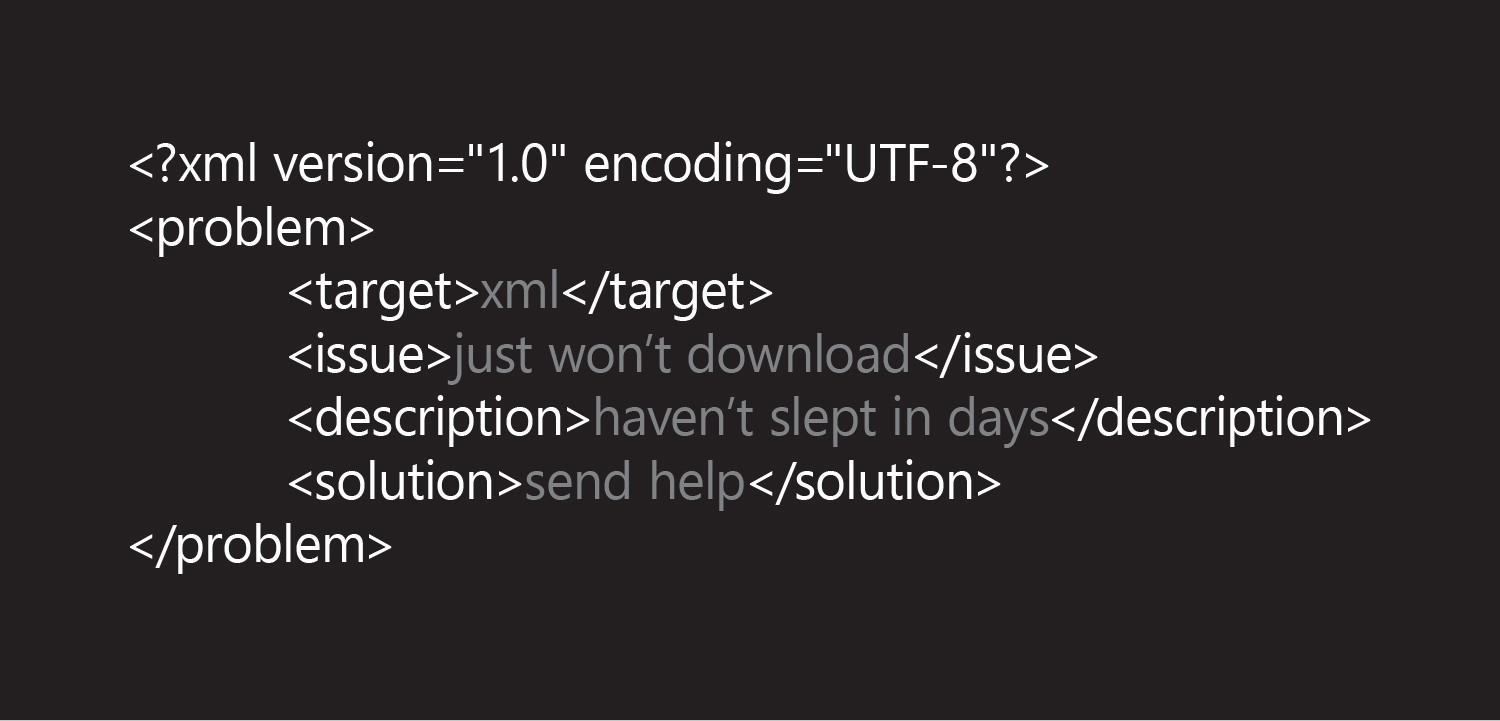 <?xml version="1.0" encoding="UTF-8"?>
<problem>
<target>xml</target>
<issue>just won’t download</issue>
<description>haven’t slept in days</description>
<solution>send help</solution>
</problem>